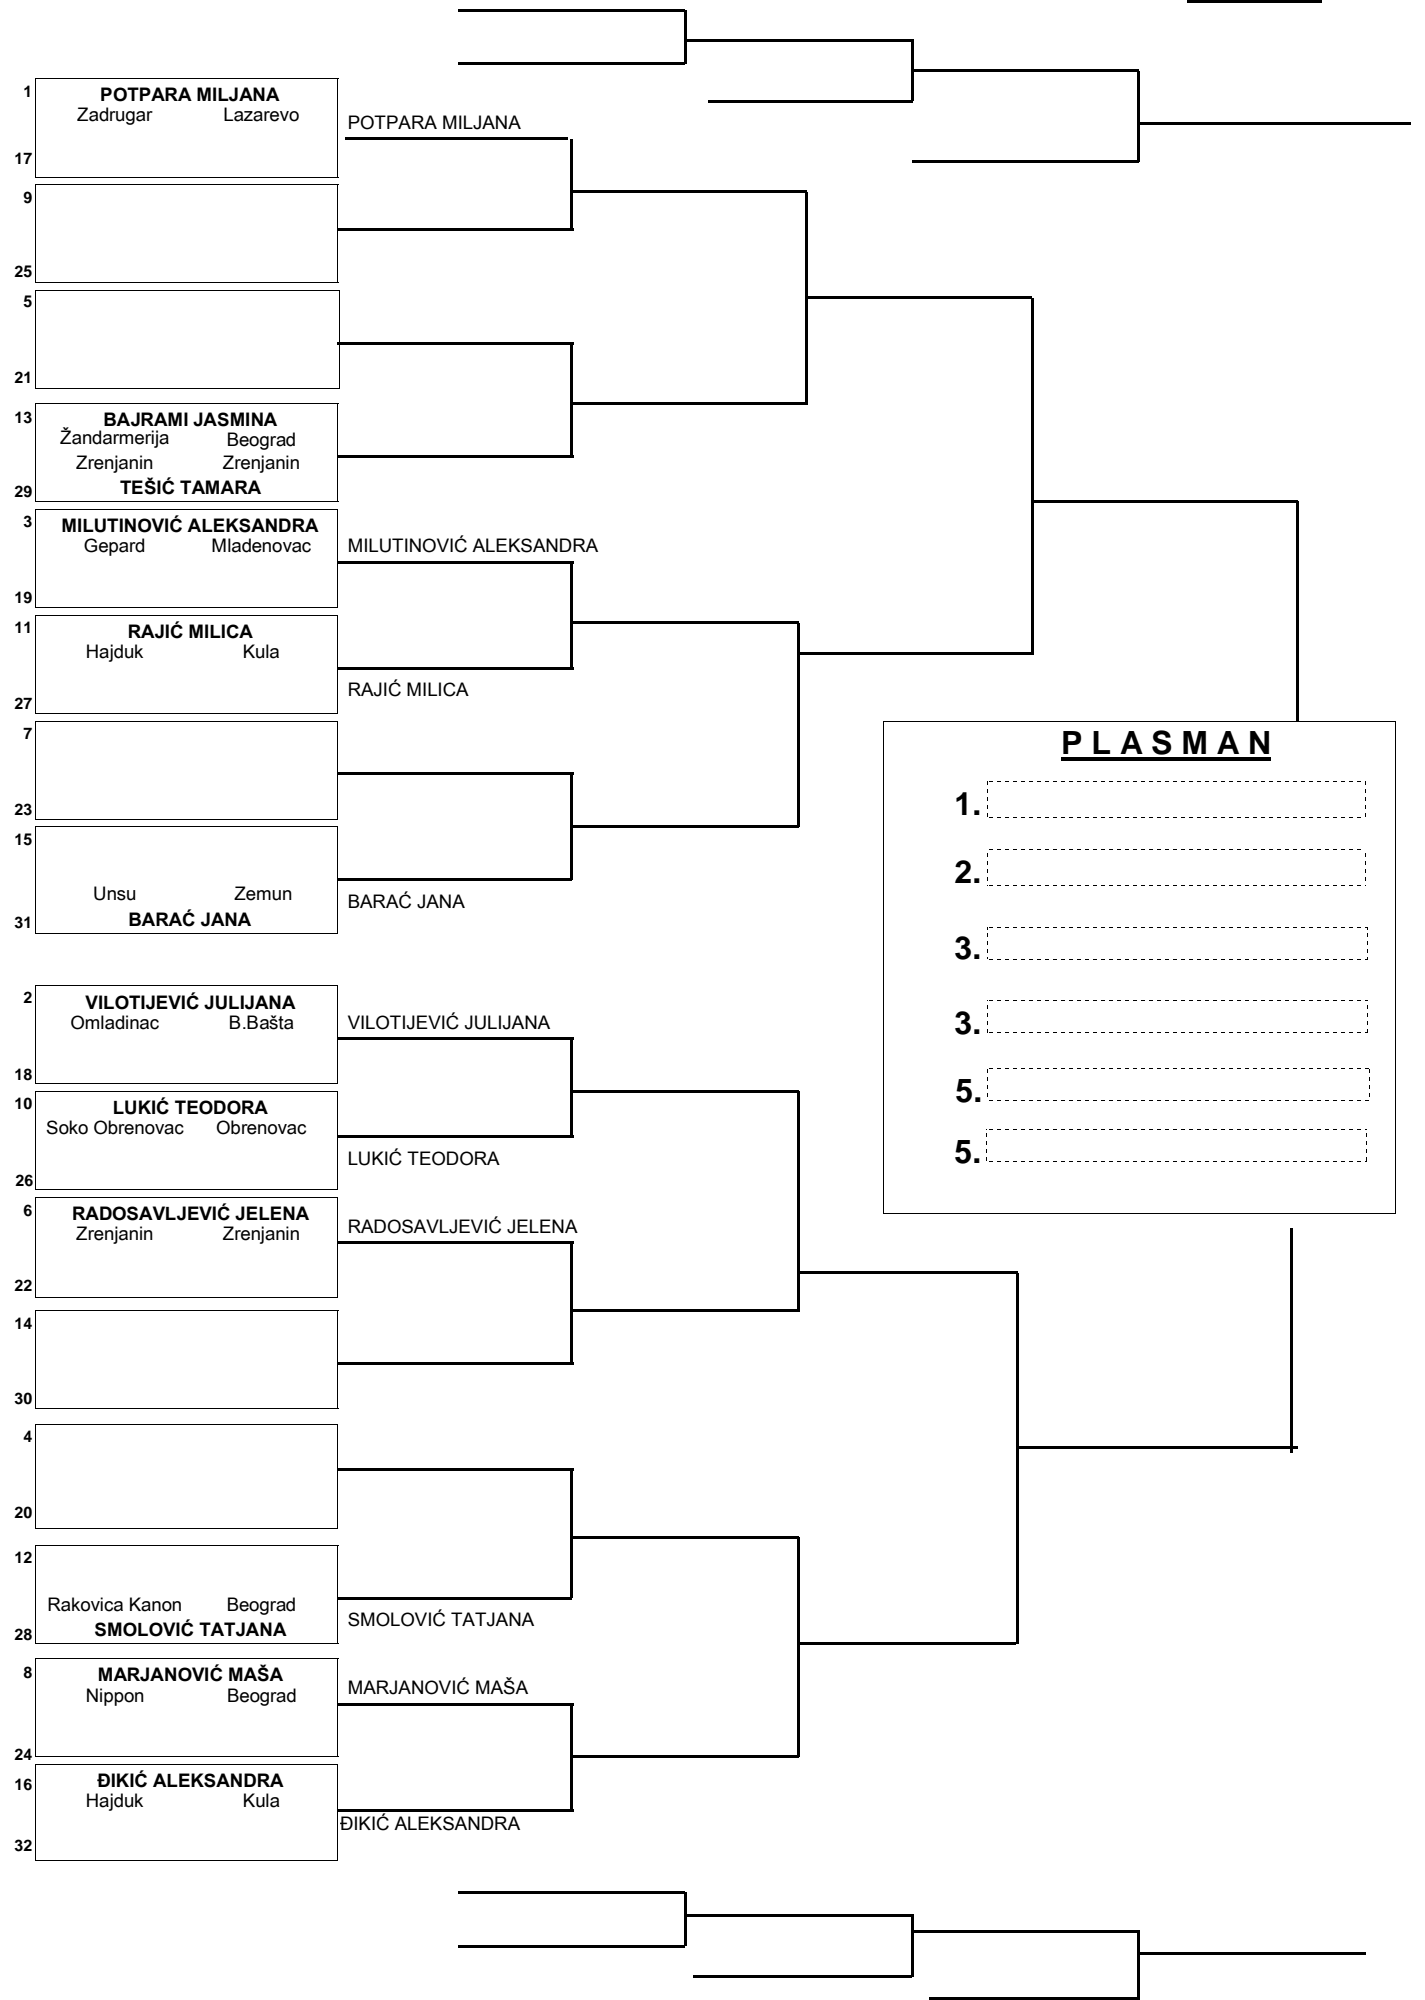 1
POTPARA MILJANA
Zadrugar Lazarevo
POTPARA MILJANA
17
9
25
5
21
13
BAJRAMI JASMINA
Žandarmerija Beograd
Zrenjanin Zrenjanin
29
TEŠIĆ TAMARA
3
MILUTINOVIĆ ALEKSANDRA
Gepard Mladenovac
MILUTINOVIĆ ALEKSANDRA
19
11
RAJIĆ MILICA
Hajduk Kula
RAJIĆ MILICA
27
7
23
15
Unsu Zemun
BARAĆ JANA
31
BARAĆ JANA
P L A S M A N
1.
2.
3.
3.
5.
5.
2
VILOTIJEVIĆ JULIJANA
Omladinac B.Bašta
VILOTIJEVIĆ JULIJANA
18
10
LUKIĆ TEODORA
Soko Obrenovac Obrenovac
LUKIĆ TEODORA
26
6
RADOSAVLJEVIĆ JELENA
Zrenjanin Zrenjanin
RADOSAVLJEVIĆ JELENA
22
14
30
4
20
12
Rakovica Kanon Beograd
SMOLOVIĆ TATJANA
28
SMOLOVIĆ TATJANA
8
MARJANOVIĆ MAŠA
Nippon Beograd
MARJANOVIĆ MAŠA
24
16
ĐIKIĆ ALEKSANDRA
Hajduk Kula
ĐIKIĆ ALEKSANDRA
32